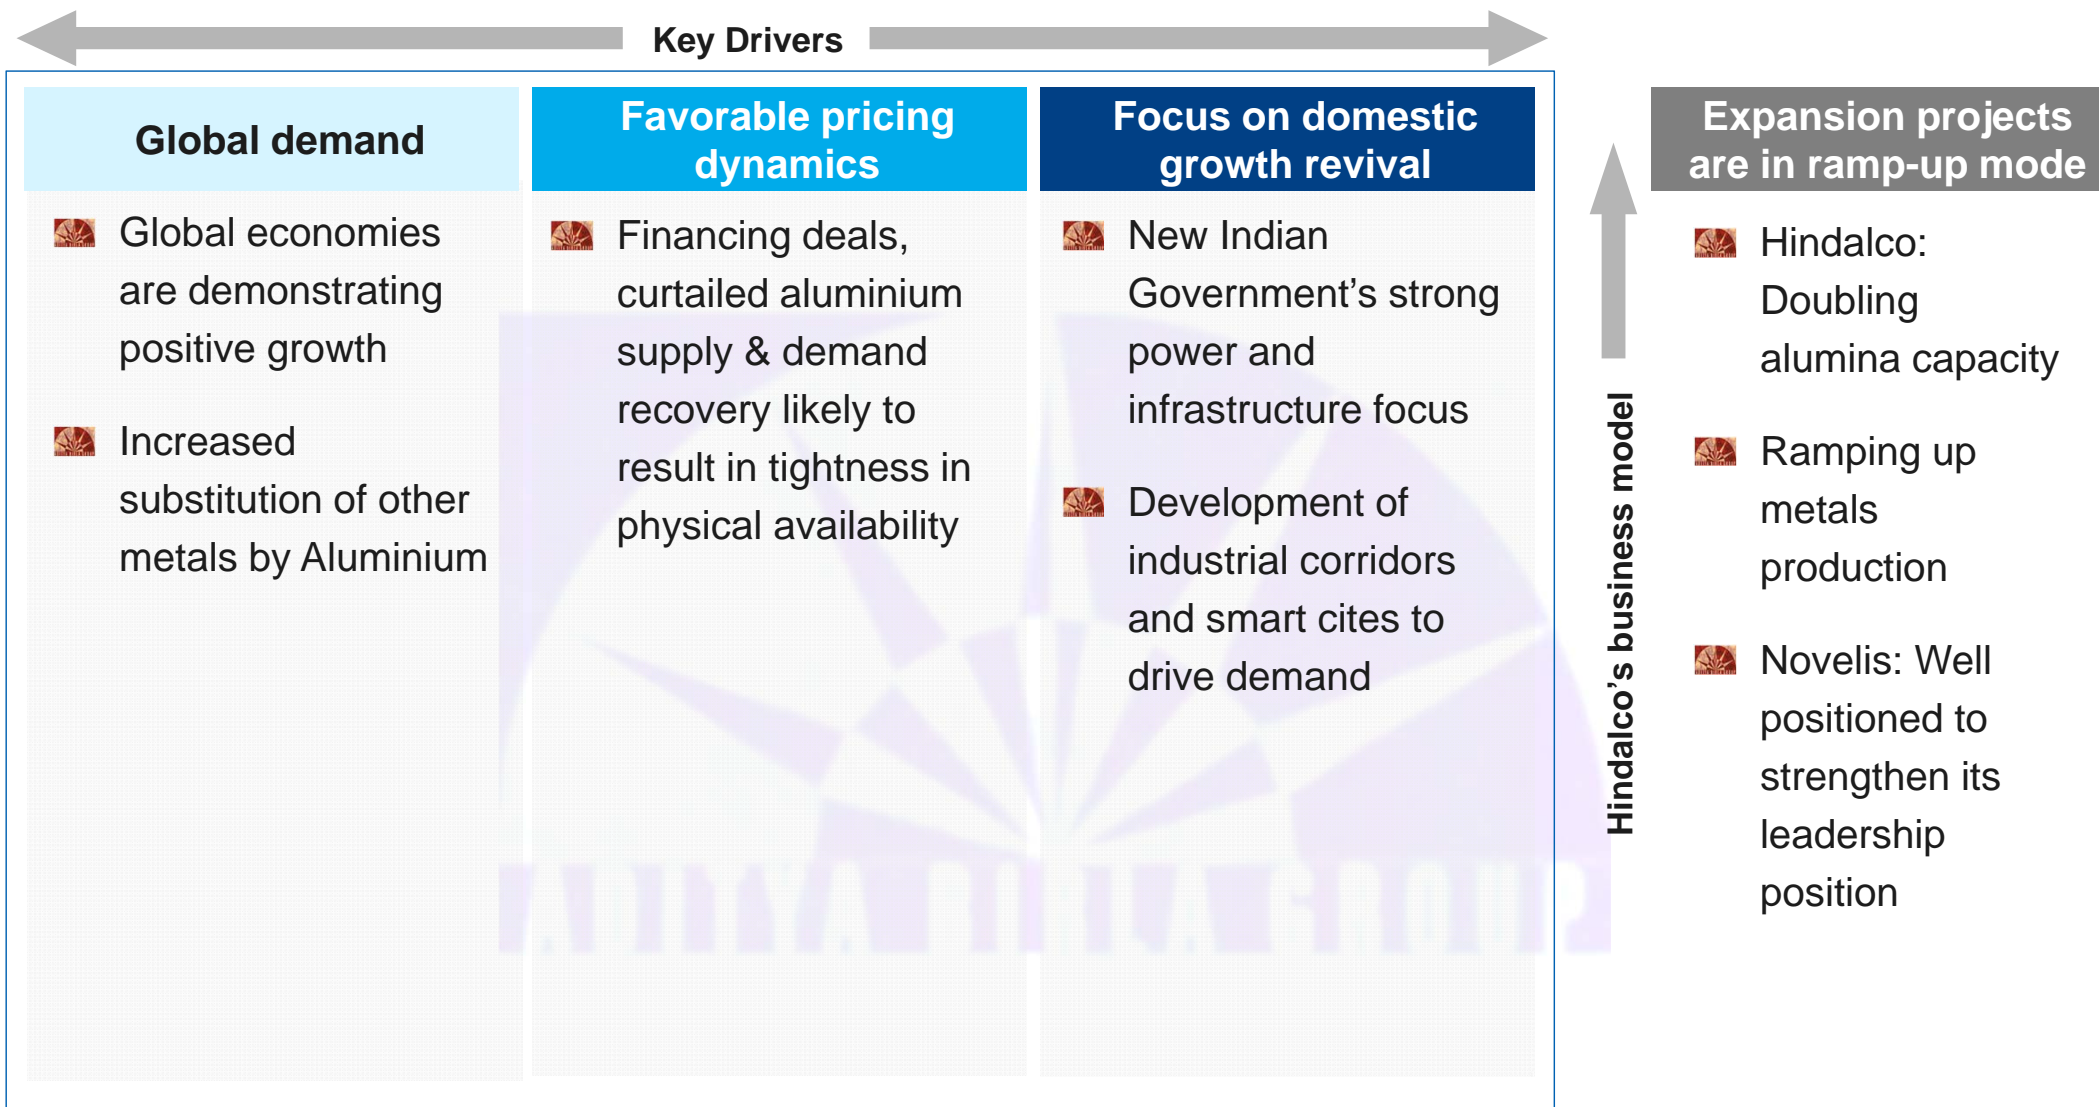 Key Drivers
Global demand
Global economies
are demonstrating
positive growth
Increased
substitution of other
metals by Aluminium
Favorable pricing
dynamics
Financing deals,
curtailed aluminium
supply & demand
recovery likely to
result in tightness in
physical availability
Focus on domestic
growth revival
New Indian
Government’s strong
power and
infrastructure focus
Development of
industrial corridors
and smart cites to
drive demand
Hindalco’s business model
Expansion projects
are in ramp-up mode
Hindalco:
Doubling
alumina capacity
Ramping up
metals
production
Novelis: Well
positioned to
strengthen its
leadership
position
ADITYA BIRLA GROUP